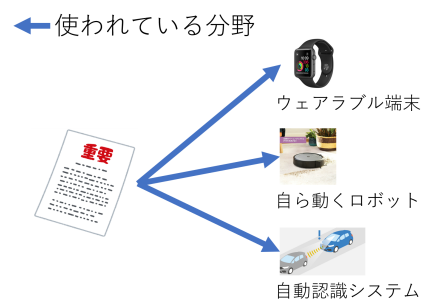 使われている分野
ウェアラブル端末
重要
自ら動くロボット
自動認識システム